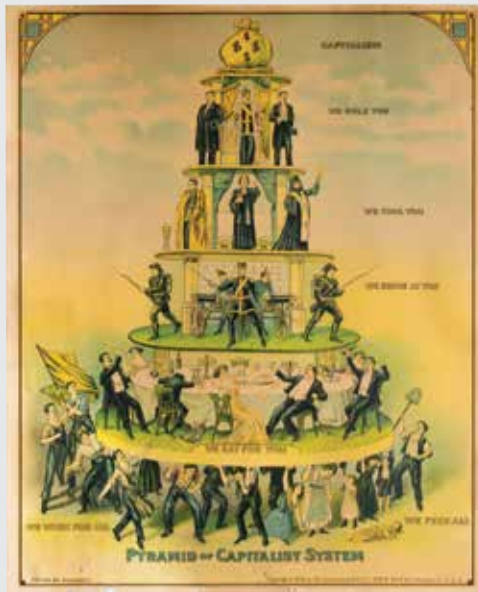 CAPITALISM
WE RULE YOU
WE FOOL YOU
WE SHOOT AT YOU
WE EAT FOR YOU
WE WORK FOR ALL
WE FEED ALL
PYRAMID OF CAPITALIST SYSTEM